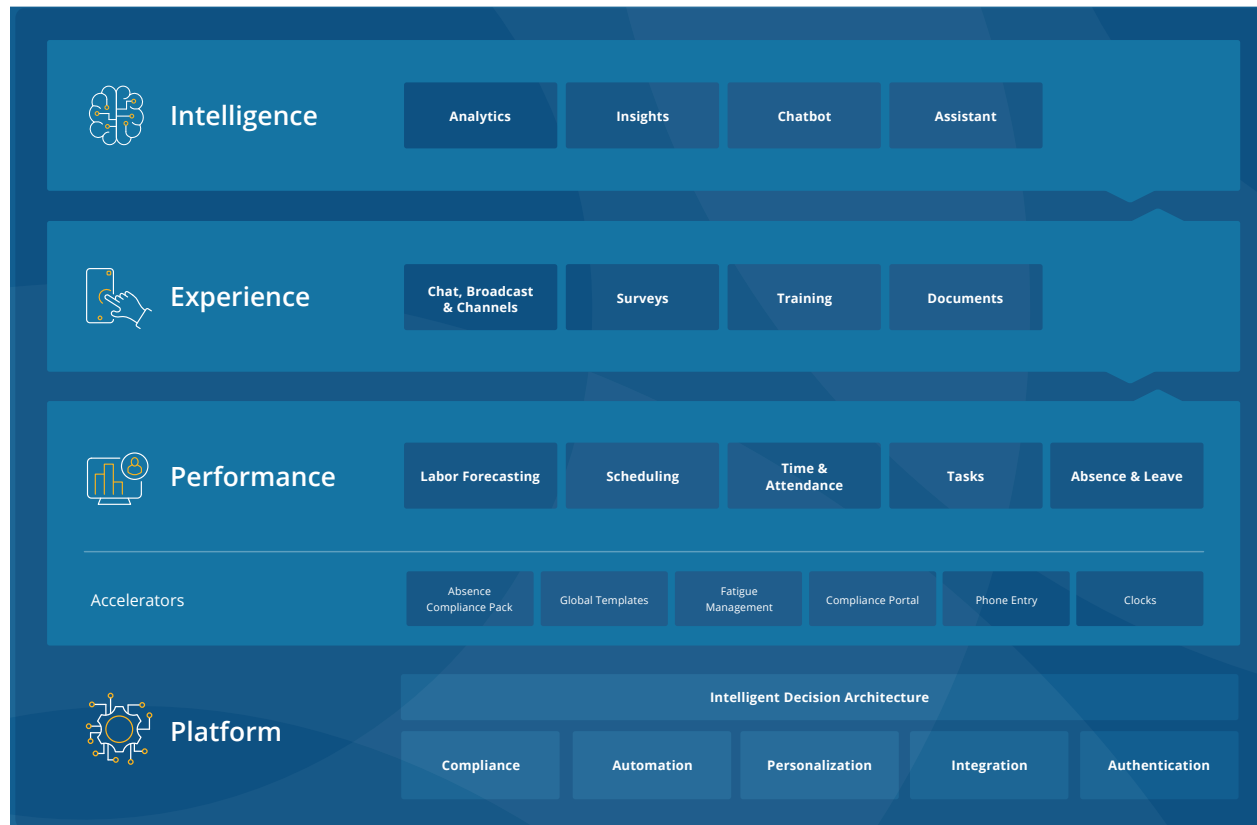 Intelligence
Analytics
Insights
Chatbot
Assistant
Experience
Chat, Broadcast
& Channels
Surveys
Training
Documents
Performance
Labor Forecasting
Scheduling
Time &
Attendance
Tasks
Absence & Leave
Accelerators
Absence
Compliance Pack
Global Templates
Fatigue
Management
Compliance Portal
Phone Entry
Clocks
Platform
Intelligent Decision Architecture
Compliance
Automation
Personalization
Integration
Authentication